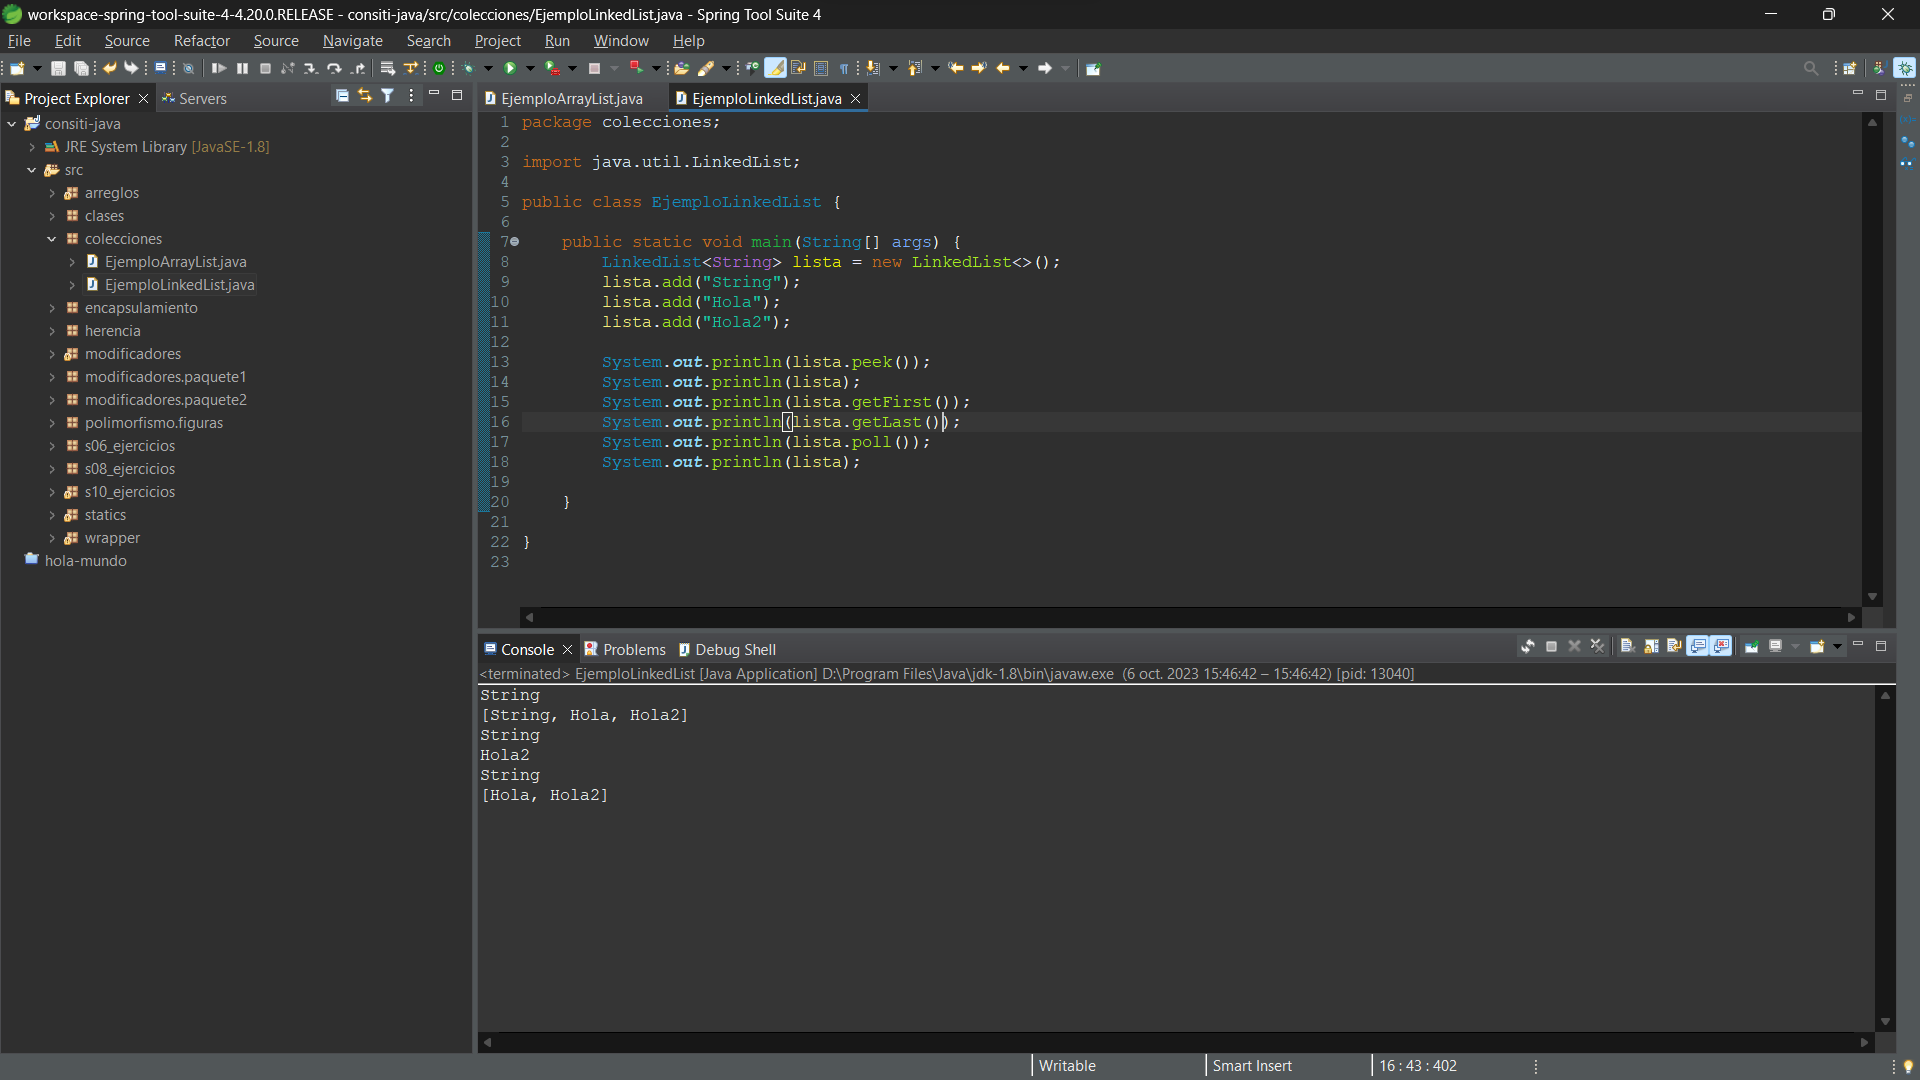 workspace-spring-tool-suite-4-4.20.0.RELEASE - consiti-java/src/colecciones/EjemploLinkedList.java - Spring Tool Suite 4
File Edit Source Refactor Source Navigate Search Project Run Window Help
Project Explorer Servers
consiti-java
JRE System Library [JavaSE-1.8]
src
arreglos
clases
colecciones
EjemploArrayList.java
EjemploLinkedList.java
encapsulamiento
herencia
modificadores
modificadores.paquete1
modificadores.paquete2
polimorfismo.figuras
s06_ejercicios
s08_ejercicios
s10_ejercicios
statics
wrapper
hola-mundo
EjemploArrayList.java EjemploLinkedList.java
1 package colecciones;
2
3 import java.util.LinkedList;
4
5 public class EjemploLinkedList {
6
7 public static void main(String[] args) {
8 LinkedList<String> lista = new LinkedList<>();
9 lista.add("String");
10 lista.add("Hola");
11 lista.add("Hola2");
12
13 System.out.println(lista.peek());
14 System.out.println(lista);
15 System.out.println(lista.getFirst());
16 System.out.println(lista.getLast());
17 System.out.println(lista.poll());
18 System.out.println(lista);
19
20 }
21
22 }
23
Console Problems Debug Shell
<terminated> EjemploLinkedList [Java Application] D:\Program Files\Java\jdk-1.8\bin\javaw.exe (6 oct. 2023 15:46:42 – 15:46:42) [pid: 13040]
String
[String, Hola, Hola2]
String
Hola2
String
[Hola, Hola2]
Writable Smart Insert 16 : 43 : 402